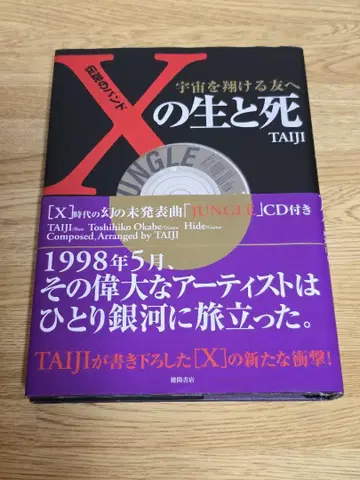 宇宙を翔ける友へ
伝説のバンド
Xの生と死
TAIJI
JUNGLE
[X]時代の幻の未発表曲「JUNGLE」CD付き
TAIJI/Bass Toshihiko Okabe/Drums Hide/Guitar
Composed, Arranged by TAIJI
1998年5月、
その偉大なアーティストは
ひとり銀河に旅立った。
TAIJIが書き下ろした[X]の新たな衝撃!
徳間書店